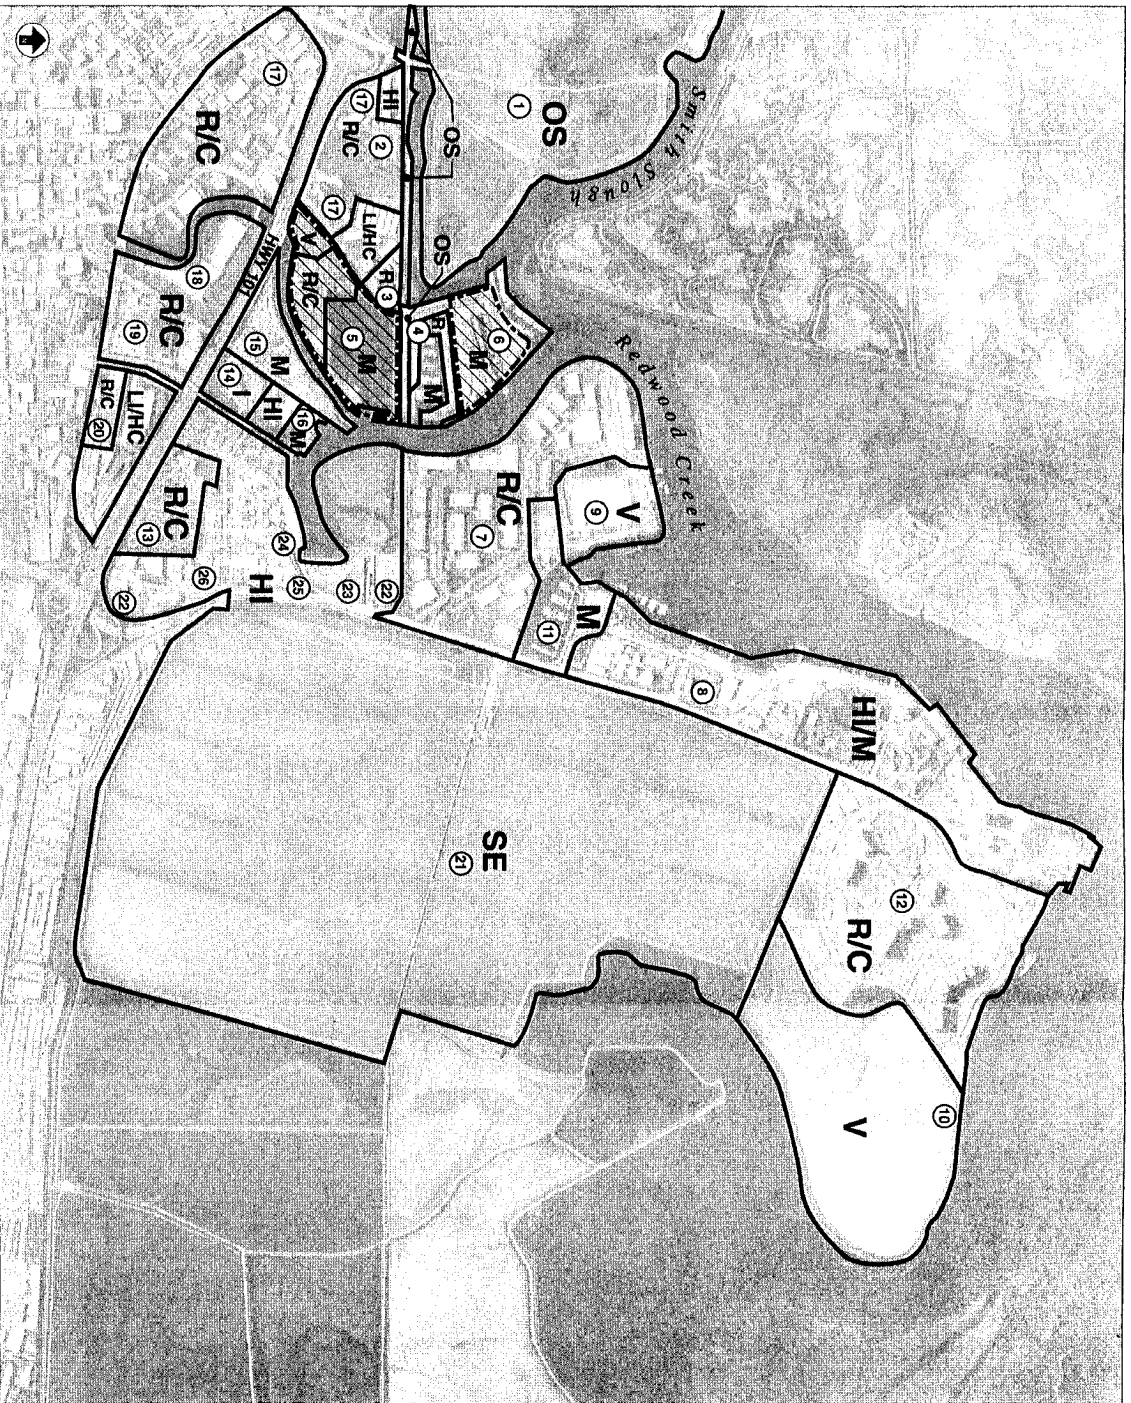 OS
1
Smith Slough
17
R/C
HI
17
R/C
2
OS
17
LI/HC
OS
R
3
V
R/C
5
M
4
R
M
6
M
Redwood Creek
HWY 101
18
R/C
19
15
M
14
I
HI
16
M
R/C
20
LI/HC
R/C
13
24
26
HI
25
23
22
22
R/C
7
V
9
M
11
8
HI/M
SE
21
12
R/C
10
V